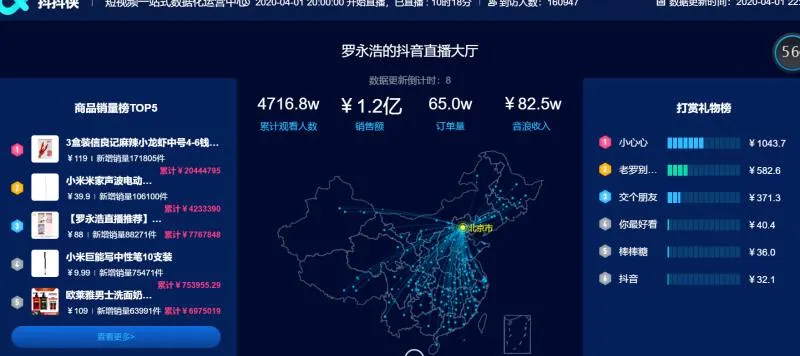 抖抖侠 | 短视频一站式数据化运营中心 2020-04-01 20:00:00 开始直播，已直播：10时18分 | 到访人数：160947 数据更新时间：2020-04-01 22:
罗永浩的抖音直播大厅
数据更新倒计时：8
56
4716.8w ￥1.2亿 65.0w ￥82.5w
累计观看人数 销售额 订单量 音浪收入
商品销量榜TOP5
1
3盒装信良记麻辣小龙虾中号4-6钱...
￥119 | 新增销量171805件
累计￥20444795
2
小米米家声波电动...
￥39.9 | 新增销量106100件
累计￥4233390
3
【罗永浩直播推荐】...
￥88 | 新增销量88271件 累计￥7767848
4
小米巨能写中性笔10支装
￥9.99 | 新增销量75471件
累计￥753955.29
5
欧莱雅男士洗面奶...
￥109 | 新增销量63991件 累计￥6975019
查看更多>
北京市
打赏礼物榜
1 小心心 ￥1043.7
2 老罗别... ￥582.6
3 交个朋友 ￥371.3
4 你最好看 ￥40.4
5 棒棒糖 ￥36.0
6 抖音 ￥32.1